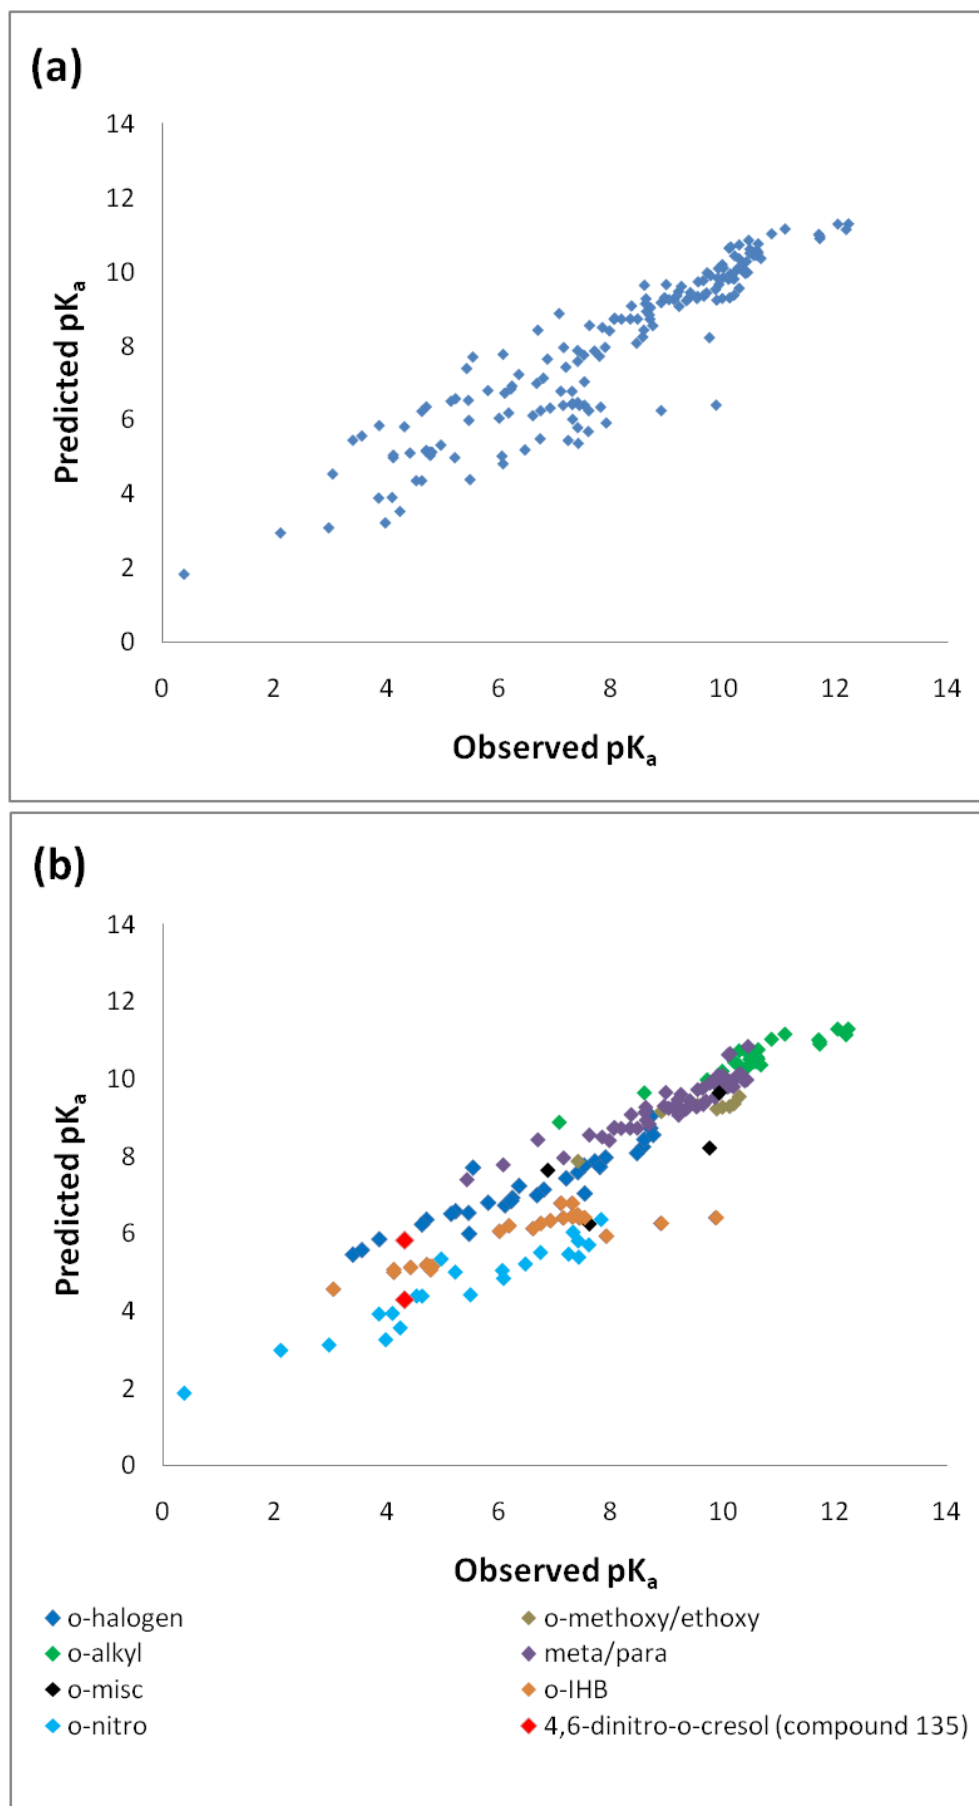 (a)
14
12
10
8
6
4
2
0
0 2 4 6 8 10 12 14
Predicted pKa
Observed pKa
(b)
14
12
10
8
6
4
2
0
0 2 4 6 8 10 12 14
Predicted pKa
Observed pKa
o-halogen
o-methoxy/ethoxy
o-alkyl
meta/para
o-misc
o-IHB
o-nitro
4,6-dinitro-o-cresol (compound 135)